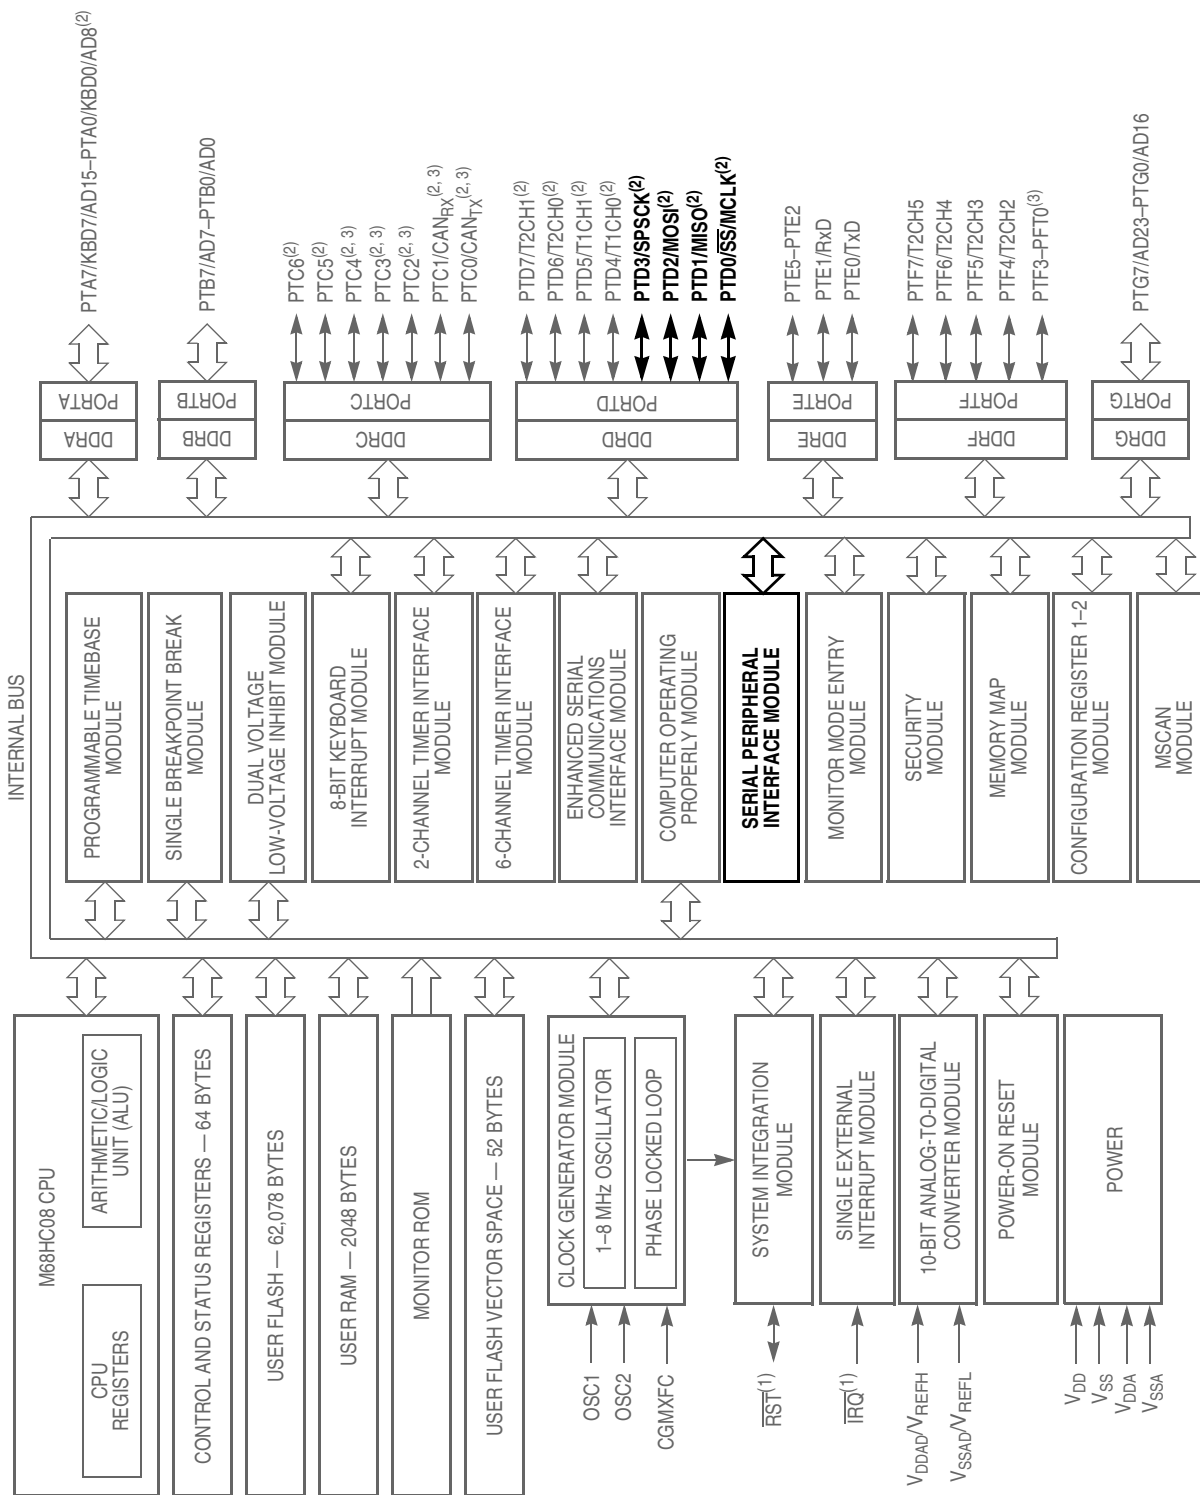 INTERNAL BUS
M68HC08 CPU
CPU
REGISTERS
ARITHMETIC/LOGIC
UNIT (ALU)
CONTROL AND STATUS REGISTERS — 64 BYTES
USER FLASH — 62,078 BYTES
USER RAM — 2048 BYTES
MONITOR ROM
USER FLASH VECTOR SPACE — 52 BYTES
CLOCK GENERATOR MODULE
1–8 MHz OSCILLATOR
PHASE LOCKED LOOP
OSC1
OSC2
CGMXFC
SYSTEM INTEGRATION
MODULE
RST(1)
SINGLE EXTERNAL
INTERRUPT MODULE
IRQ(1)
10-BIT ANALOG-TO-DIGITAL
CONVERTER MODULE
VDDAD/VREFH
VSSAD/VREFL
POWER-ON RESET
MODULE
POWER
VDD
VSS
VDDA
VSSA
PROGRAMMABLE TIMEBASE
MODULE
SINGLE BREAKPOINT BREAK
MODULE
DUAL VOLTAGE
LOW-VOLTAGE INHIBIT MODULE
8-BIT KEYBOARD
INTERRUPT MODULE
2-CHANNEL TIMER INTERFACE
MODULE
6-CHANNEL TIMER INTERFACE
MODULE
ENHANCED SERIAL
COMMUNICATIONS
INTERFACE MODULE
COMPUTER OPERATING
PROPERLY MODULE
SERIAL PERIPHERAL
INTERFACE MODULE
MONITOR MODE ENTRY
MODULE
SECURITY
MODULE
MEMORY MAP
MODULE
CONFIGURATION REGISTER 1–2
MODULE
MSCAN
MODULE
DDRA
PORTA
PTA7/KBD7/AD15–PTA0/KBD0/AD8(2)
DDRB
PORTB
PTB7/AD7–PTB0/AD0
DDRC
PORTC
PTC6(2)
PTC5(2)
PTC4(2, 3)
PTC3(2, 3)
PTC2(2, 3)
PTC1/CANRX(2, 3)
PTC0/CANTX(2, 3)
DDRD
PORTD
PTD7/T2CH1(2)
PTD6/T2CH0(2)
PTD5/T1CH1(2)
PTD4/T1CH0(2)
PTD3/SPSCK(2)
PTD2/MOSI(2)
PTD1/MISO(2)
PTD0/SS/MCLK(2)
DDRE
PORTE
PTE5–PTE2
PTE1/RxD
PTE0/TxD
DDRF
PORTF
PTF7/T2CH5
PTF6/T2CH4
PTF5/T2CH3
PTF4/T2CH2
PTF3–PFT0(3)
DDRG
PORTG
PTG7/AD23–PTG0/AD16